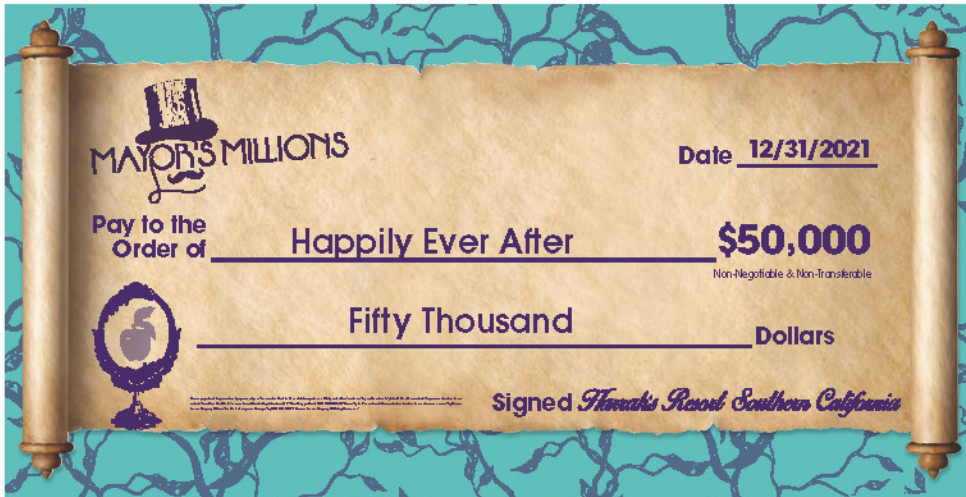 MAYOR'S MILLIONS
Date 12/31/2021
Pay to the
Order of Happily Ever After $50,000
Non-Negotiable & Non-Transferable
Fifty Thousand Dollars
Signed Harrah's Resort Southern California